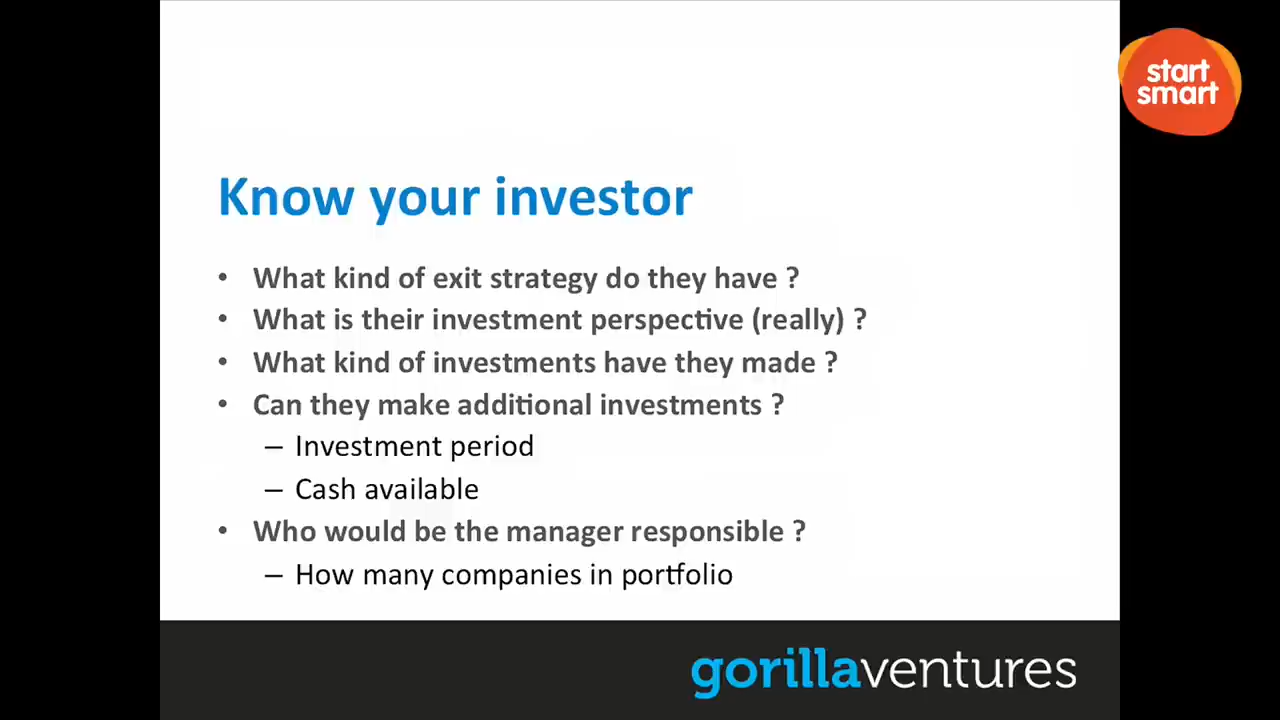 start
smart
Know your investor
• What kind of exit strategy do they have ?
• What is their investment perspective (really) ?
• What kind of investments have they made ?
• Can they make additional investments ?
– Investment period
– Cash available
• Who would be the manager responsible ?
– How many companies in portfolio
gorillaventures